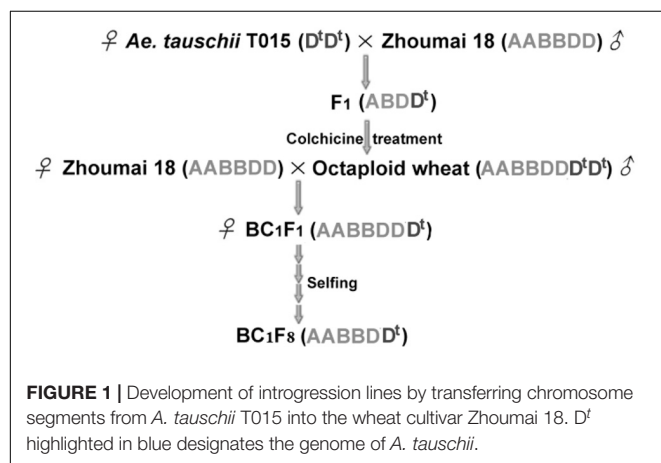 ♀ Ae. tauschii T015 (DᵗDᵗ) × Zhoumai 18 (AABBDD) ♂
F1 (ABDDᵗ)
Colchicine treatment
♀ Zhoumai 18 (AABBDD) × Octaploid wheat (AABBDDDᵗDᵗ) ♂
♀ BC1F1 (AABBDDDᵗ)
Selfing
BC1F8 (AABBDDᵗ)
FIGURE 1 | Development of introgression lines by transferring chromosome
segments from A. tauschii T015 into the wheat cultivar Zhoumai 18. Dᵗ
highlighted in blue designates the genome of A. tauschii.